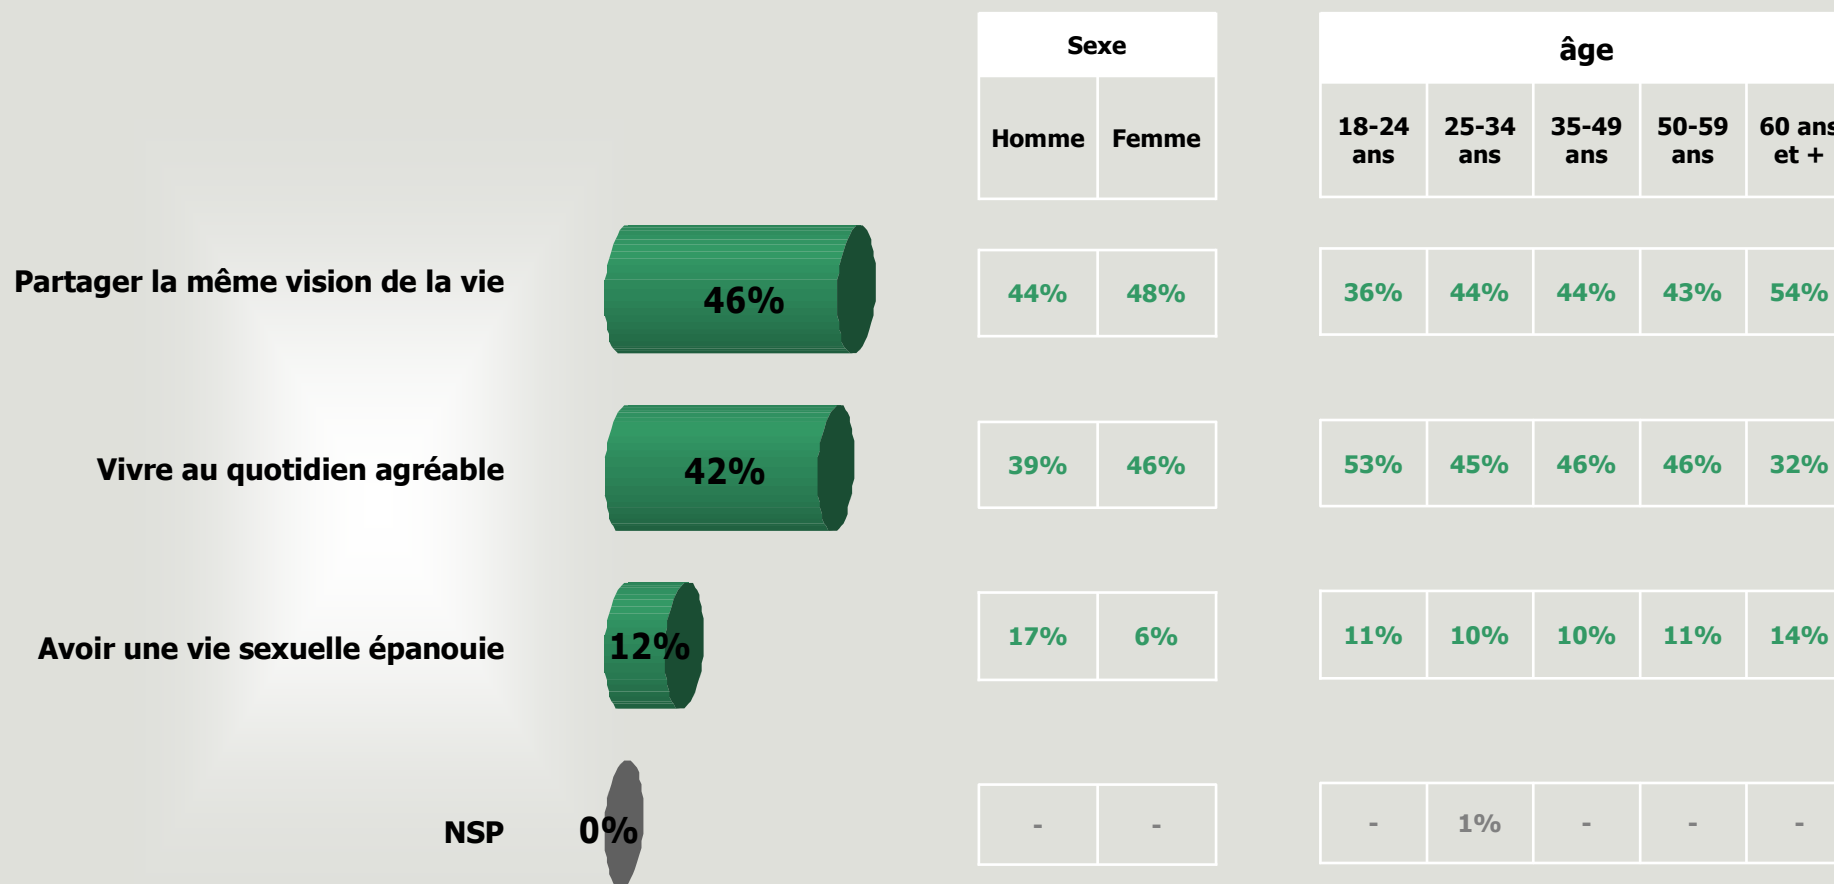 Sexe
âge
Homme Femme
18-24 ans 25-34 ans 35-49 ans 50-59 ans 60 ans et +
Partager la même vision de la vie 46% 44% 48% 36% 44% 44% 43% 54%
Vivre au quotidien agréable 42% 39% 46% 53% 45% 46% 46% 32%
Avoir une vie sexuelle épanouie 12% 17% 6% 11% 10% 10% 11% 14%
NSP 0% - - - 1% - - -